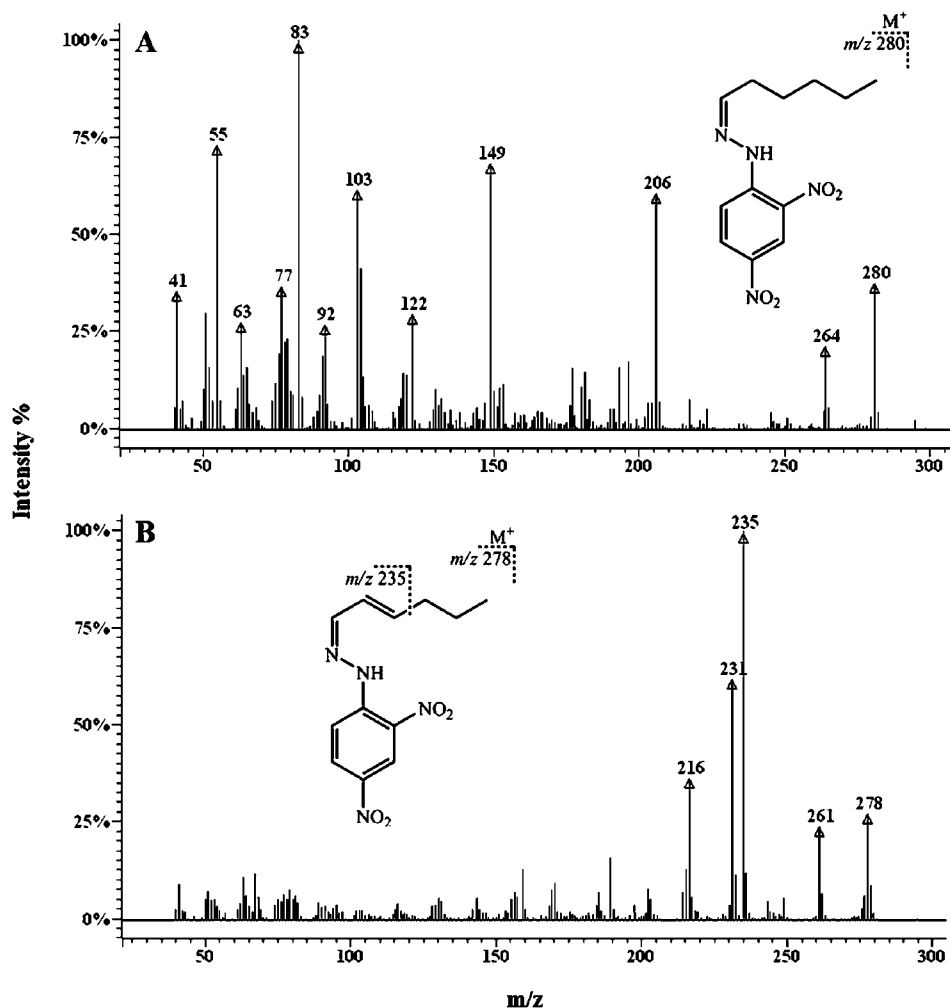 A
M+
m/z 280
100%
75%
50%
25%
0%
83
55
149
103
206
41
77
63
92
122
280
264
N
NH
NO2
NO2
50
100
150
200
250
300
Intensity %
B
M+
m/z 278
m/z 235
100%
75%
50%
25%
0%
235
231
216
261
278
N
NH
NO2
NO2
50
100
150
200
250
300
m/z